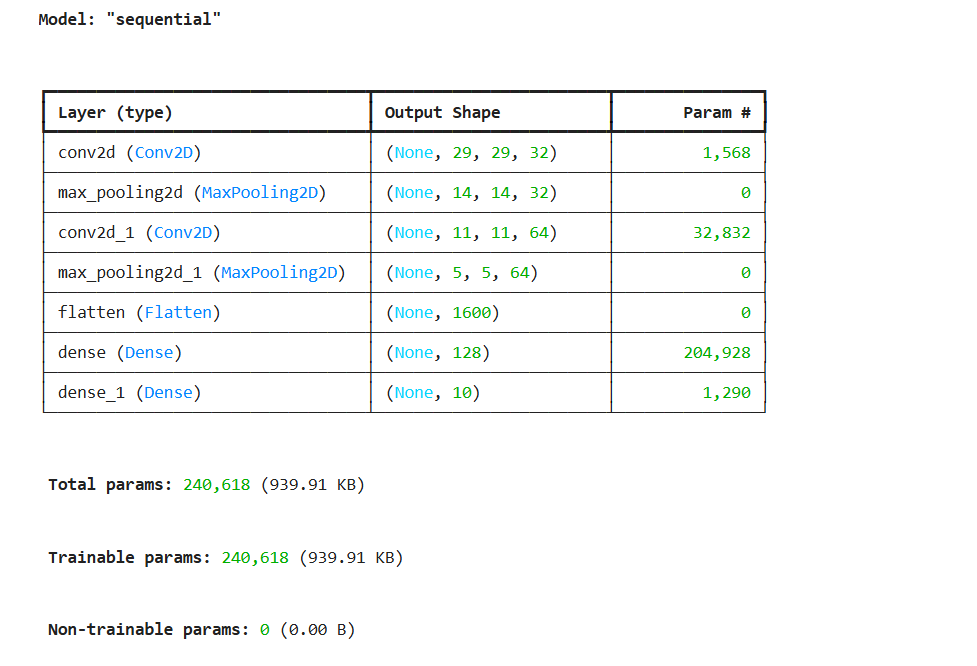 Model: "sequential"
Layer (type) Output Shape Param #
conv2d (Conv2D) (None, 29, 29, 32) 1,568
max_pooling2d (MaxPooling2D) (None, 14, 14, 32) 0
conv2d_1 (Conv2D) (None, 11, 11, 64) 32,832
max_pooling2d_1 (MaxPooling2D) (None, 5, 5, 64) 0
flatten (Flatten) (None, 1600) 0
dense (Dense) (None, 128) 204,928
dense_1 (Dense) (None, 10) 1,290
Total params: 240,618 (939.91 KB)
Trainable params: 240,618 (939.91 KB)
Non-trainable params: 0 (0.00 B)